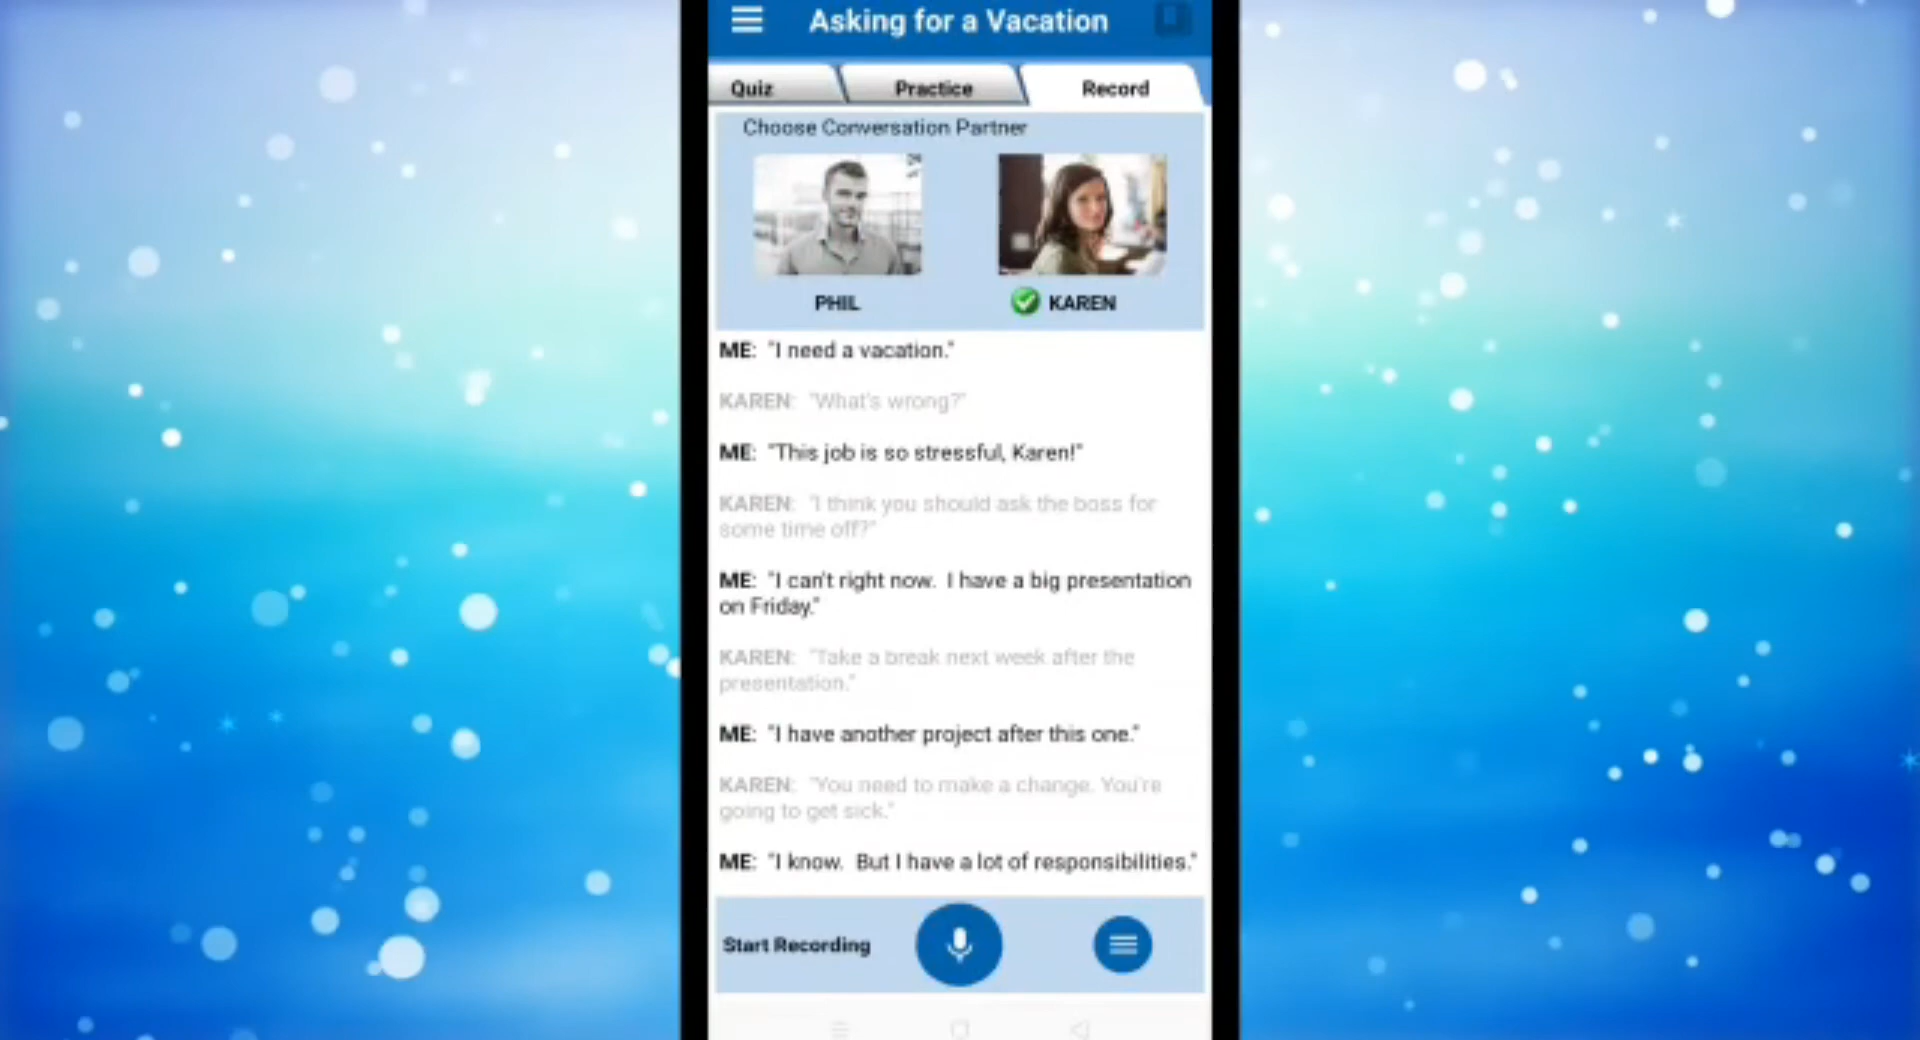 Asking for a Vacation
Quiz
Practice
Record
Choose Conversation Partner
PHIL
KAREN
ME: "I need a vacation."
KAREN: "What's wrong?"
ME: "This job is so stressful, Karen!"
KAREN: "I think you should ask the boss for
some time off?"
ME: "I can't right now. I have a big presentation
on Friday."
KAREN: "Take a break next week after the
presentation."
ME: "I have another project after this one."
KAREN: "You need to make a change. You're
going to get sick."
ME: "I know. But I have a lot of responsibilities."
Start Recording